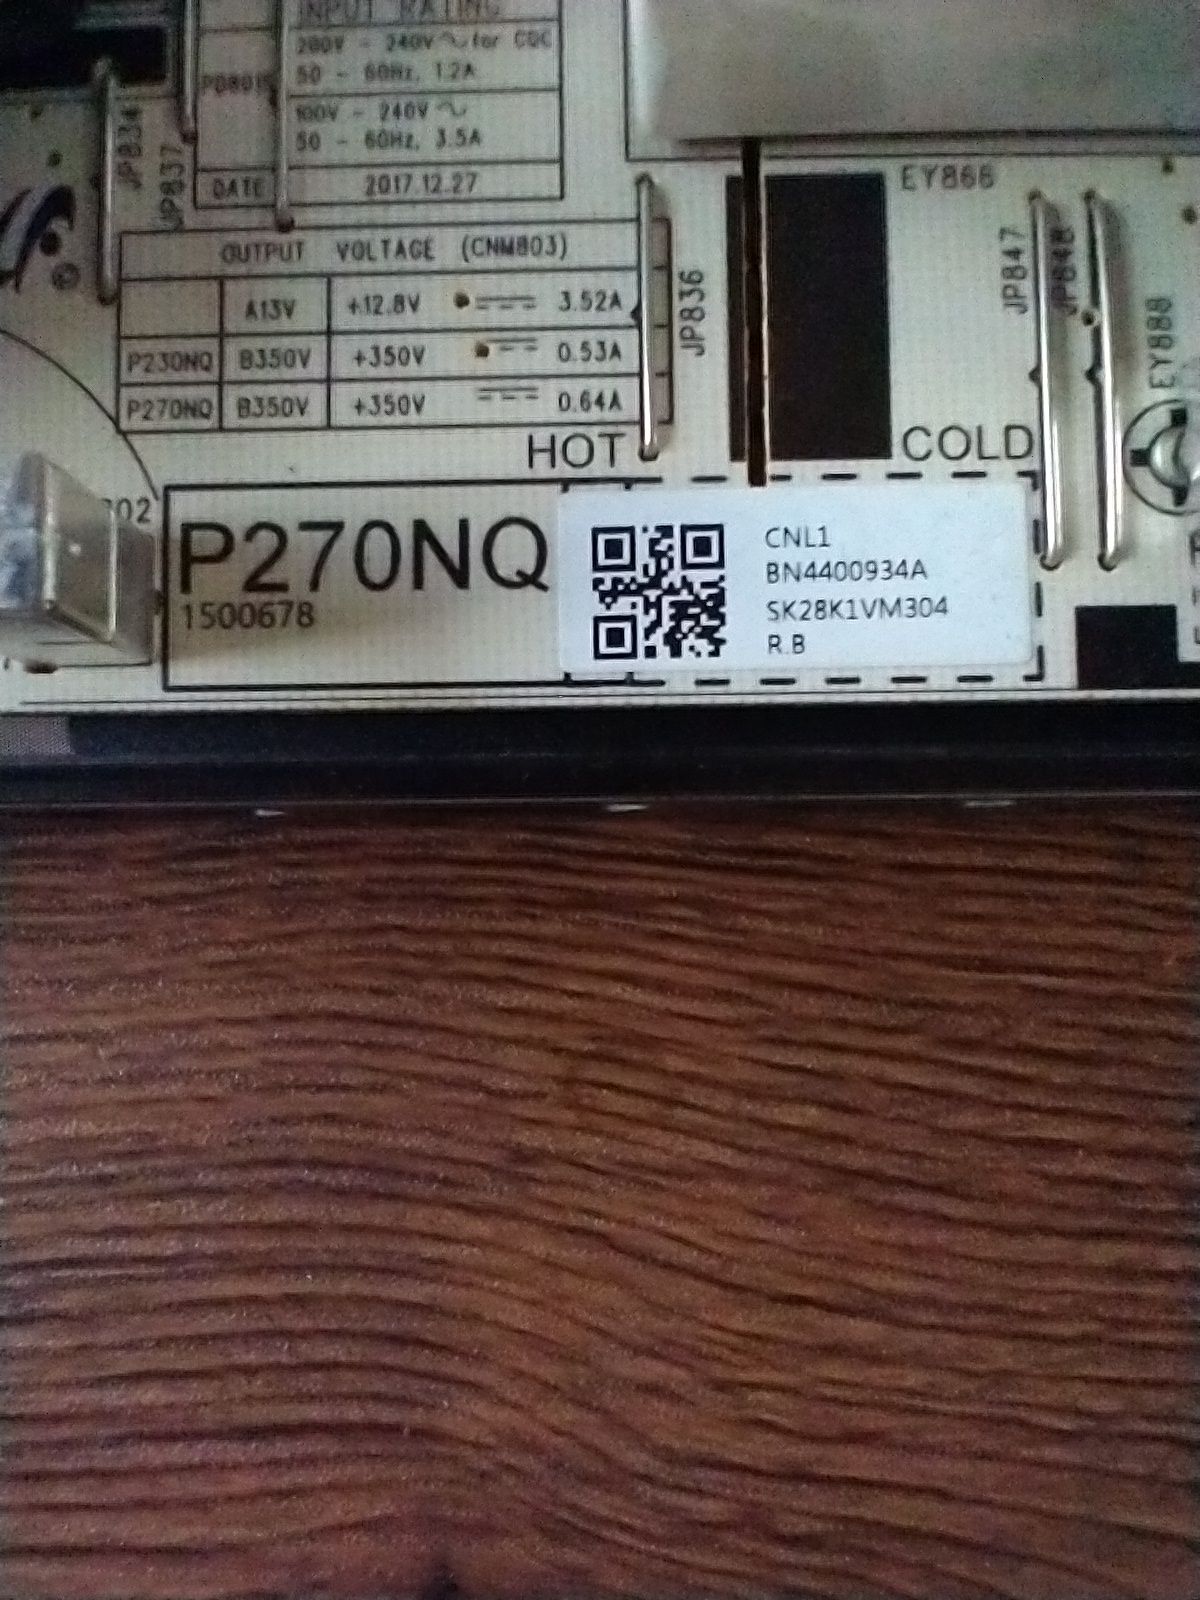 INPUT RATING
200V - 240V for CQC
50 - 60Hz, 1.2A
100V - 240V
50 - 60Hz, 3.5A
DATE 2017.12.27
JP834
JP837
OUTPUT VOLTAGE (CNM803)
A13V +12.8V 3.52A
P230NQ B350V +350V 0.53A
P270NQ B350V +350V 0.64A
JP836
EY866
JP847
JP848
EY888
HOT
COLD
P270NQ
1500678
CNL1
BN4400934A
SK28K1VM304
R.B